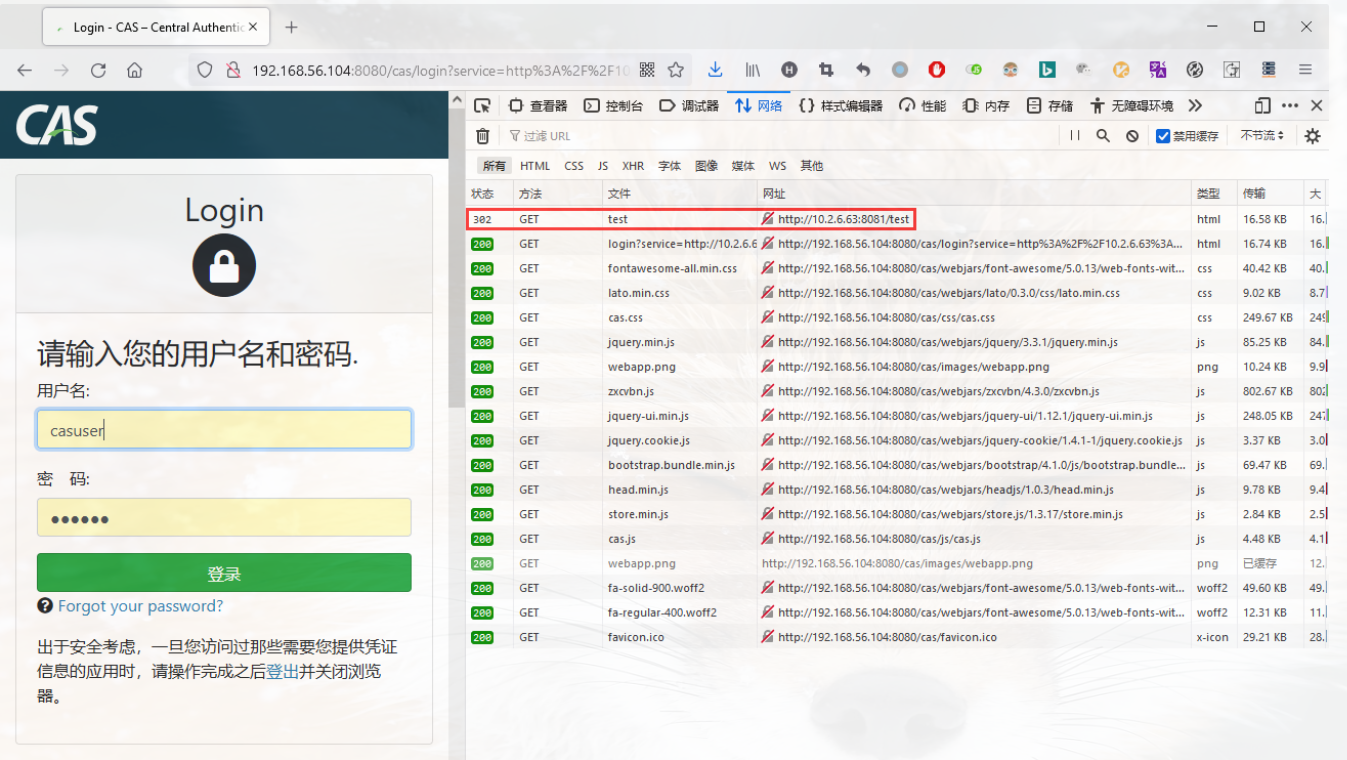 Login - CAS – Central Authentic
192.168.56.104:8080/cas/login?service=http%3A%2F%2F10
CAS
Login
请输入您的用户名和密码.
用户名:
casuser
密 码:
登录
Forgot your password?
出于安全考虑，一旦您访问过那些需要您提供凭证
信息的应用时，请操作完成之后登出并关闭浏览
器。
查看器 控制台 调试器 网络 样式编辑器 性能 内存 存储 无障碍环境
过滤 URL 禁用缓存 不节流
所有 HTML CSS JS XHR 字体 图像 媒体 WS 其他
状态 方法 文件 网址 类型 传输 大
302 GET test http://10.2.6.63:8081/test html 16.58 KB 16.
200 GET login?service=http://10.2.6.6 http://192.168.56.104:8080/cas/login?service=http%3A%2F%2F10.2.6.63%3A... html 16.74 KB 16.
200 GET fontawesome-all.min.css http://192.168.56.104:8080/cas/webjars/font-awesome/5.0.13/web-fonts-wit... css 40.42 KB 40.
200 GET lato.min.css http://192.168.56.104:8080/cas/webjars/lato/0.3.0/css/lato.min.css css 9.02 KB 8.7
200 GET cas.css http://192.168.56.104:8080/cas/css/cas.css css 249.67 KB 249
200 GET jquery.min.js http://192.168.56.104:8080/cas/webjars/jquery/3.3.1/jquery.min.js js 85.25 KB 84.
200 GET webapp.png http://192.168.56.104:8080/cas/images/webapp.png png 10.24 KB 9.9
200 GET zxcvbn.js http://192.168.56.104:8080/cas/webjars/zxcvbn/4.3.0/zxcvbn.js js 802.67 KB 802
200 GET jquery-ui.min.js http://192.168.56.104:8080/cas/webjars/jquery-ui/1.12.1/jquery-ui.min.js js 248.05 KB 247
200 GET jquery.cookie.js http://192.168.56.104:8080/cas/webjars/jquery-cookie/1.4.1-1/jquery.cookie.js js 3.37 KB 3.0
200 GET bootstrap.bundle.min.js http://192.168.56.104:8080/cas/webjars/bootstrap/4.1.0/js/bootstrap.bundle... js 69.47 KB 69.
200 GET head.min.js http://192.168.56.104:8080/cas/webjars/headjs/1.0.3/head.min.js js 9.78 KB 9.4
200 GET store.min.js http://192.168.56.104:8080/cas/webjars/store.js/1.3.17/store.min.js js 2.84 KB 2.5
200 GET cas.js http://192.168.56.104:8080/cas/js/cas.js js 4.48 KB 4.1
200 GET webapp.png http://192.168.56.104:8080/cas/images/webapp.png png 已缓存 12.
200 GET fa-solid-900.woff2 http://192.168.56.104:8080/cas/webjars/font-awesome/5.0.13/web-fonts-wit... woff2 49.60 KB 49.
200 GET fa-regular-400.woff2 http://192.168.56.104:8080/cas/webjars/font-awesome/5.0.13/web-fonts-wit... woff2 12.31 KB 11.
200 GET favicon.ico http://192.168.56.104:8080/cas/favicon.ico x-icon 29.21 KB 28.